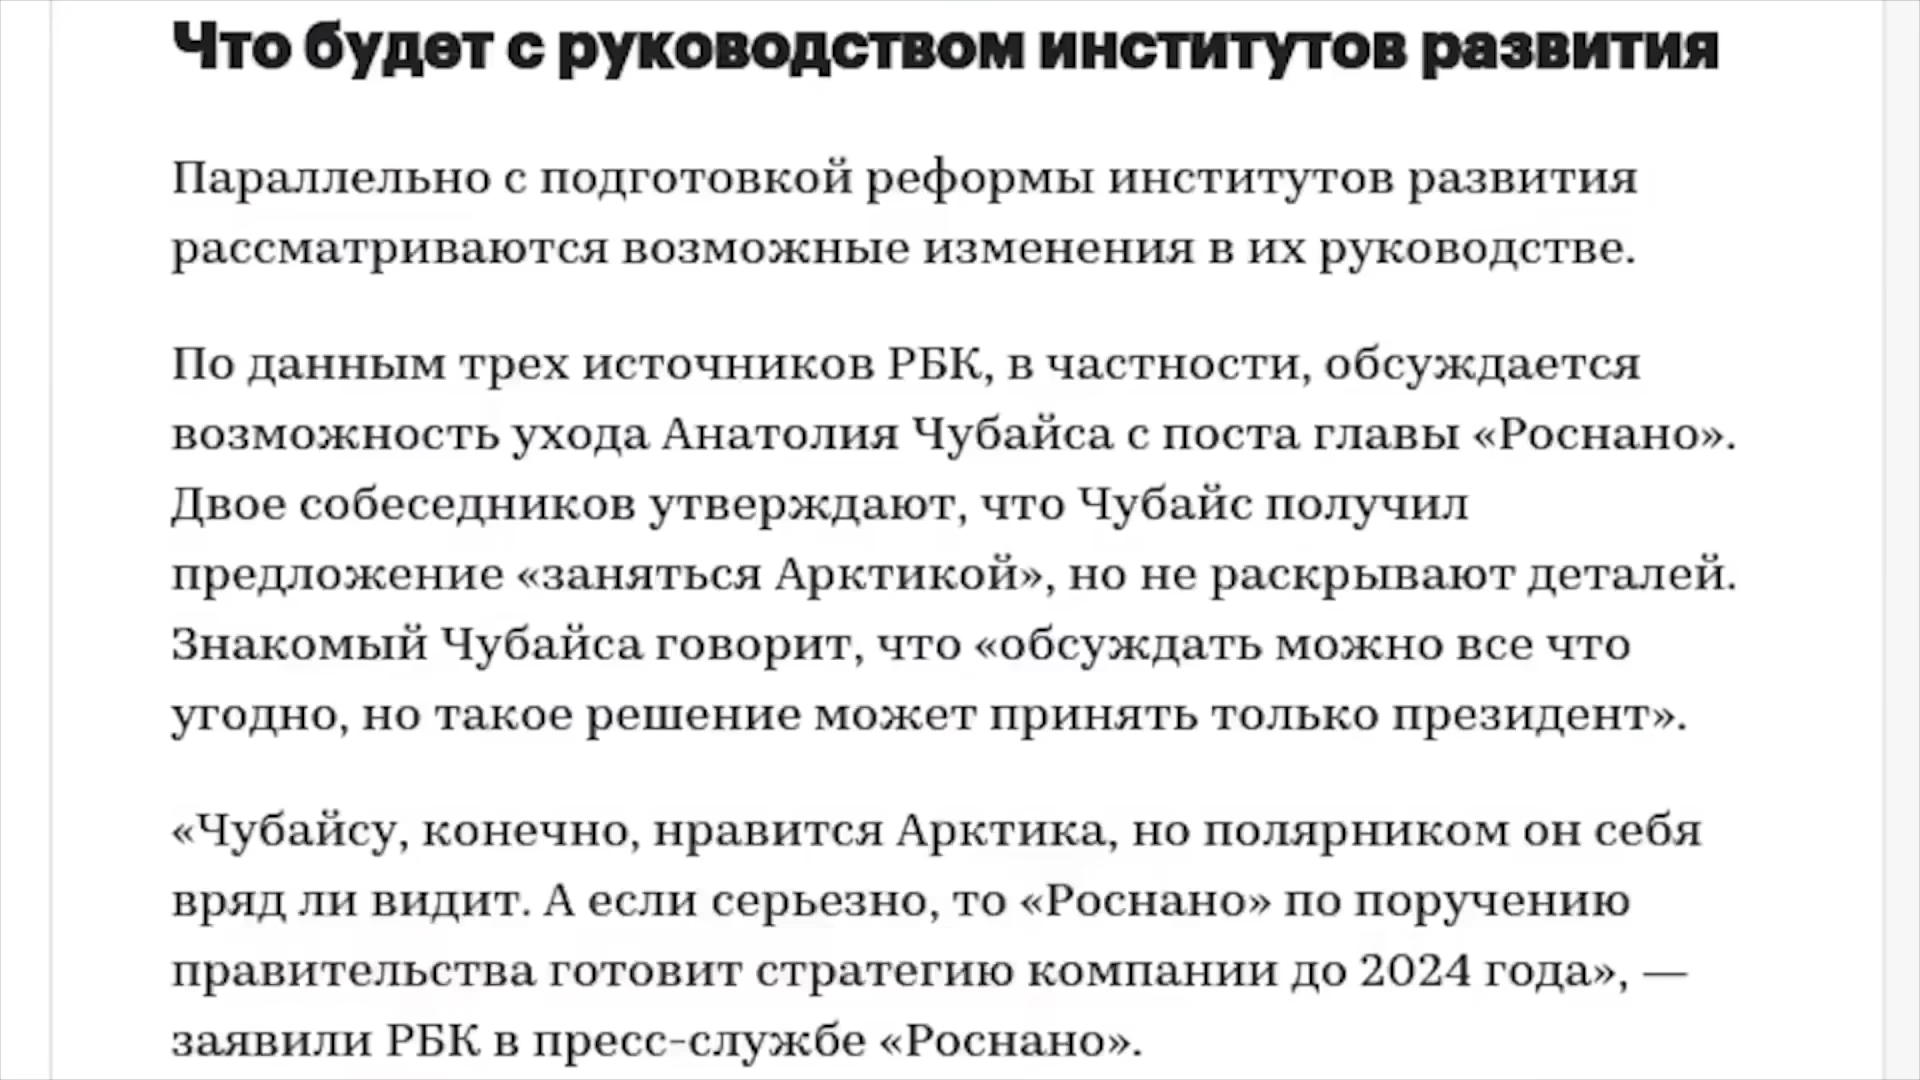 Что будет с руководством институтов развития
Параллельно с подготовкой реформы институтов развития
рассматриваются возможные изменения в их руководстве.
По данным трех источников РБК, в частности, обсуждается
возможность ухода Анатолия Чубайса с поста главы «Роснано».
Двое собеседников утверждают, что Чубайс получил
предложение «заняться Арктикой», но не раскрывают деталей.
Знакомый Чубайса говорит, что «обсуждать можно все что
угодно, но такое решение может принять только президент».
«Чубайсу, конечно, нравится Арктика, но полярником он себя
вряд ли видит. А если серьезно, то «Роснано» по поручению
правительства готовит стратегию компании до 2024 года», —
заявили РБК в пресс-службе «Роснано».